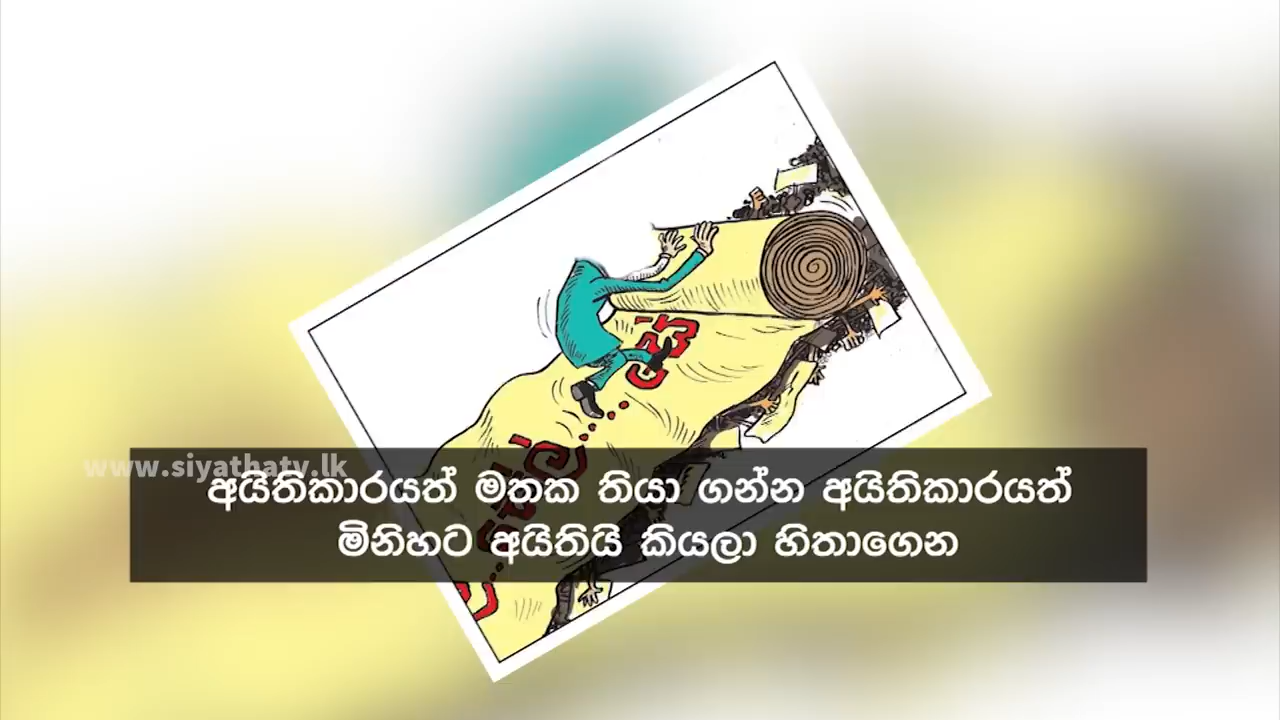 www.siyathatv.lk
අයිතිකාරයත් මතක තියා ගන්න අයිතිකාරයත්
මිනිහට අයිතියි කියලා හිතාගෙන